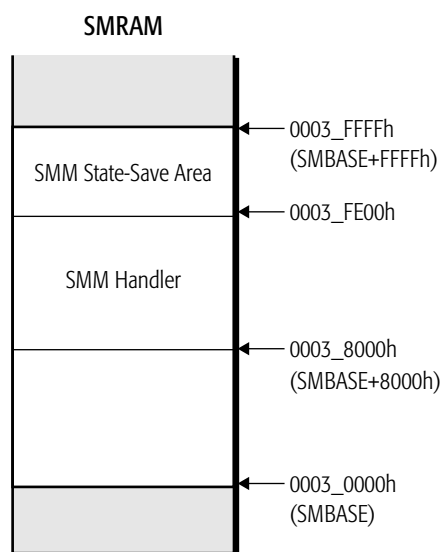 SMRAM
0003_FFFFh
(SMBASE+FFFFh)
SMM State-Save Area
0003_FE00h
SMM Handler
0003_8000h
(SMBASE+8000h)
0003_0000h
(SMBASE)